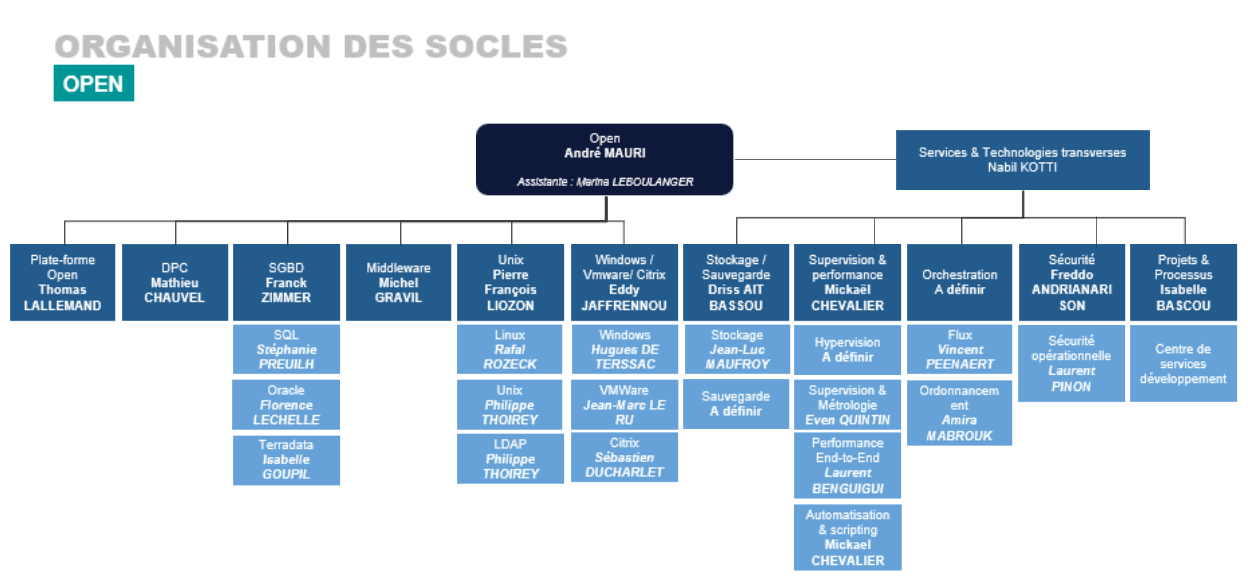 ORGANISATION DES SOCLES
OPEN
Open
André MAURI
Assistante : Marina LEBOULANGER
Services & Technologies transverses
Nabil KOTTI
Plate-forme
Open
Thomas
LALLEMAND
DPC
Mathieu
CHAUVEL
SGBD
Franck
ZIMMER
Middleware
Michel
GRAVIL
Unix
Pierre
François
LIOZON
Windows /
Vmware/ Citrix
Eddy
JAFFRENNOU
Stockage /
Sauvegarde
Driss AIT
BASSOU
Supervision &
performance
Mickaël
CHEVALIER
Orchestration
A définir
Sécurité
Freddo
ANDRIANARI
SON
Projets &
Processus
Isabelle
BASCOU
SQL
Stéphanie
PREUILH
Oracle
Florence
LECHELLE
Terradata
Isabelle
GOUPIL
Linux
Rafal
ROZECK
Unix
Philippe
THOIREY
LDAP
Philippe
THOIREY
Windows
Hugues DE
TERSSAC
VMWare
Jean-Marc LE
RU
Citrix
Sébastien
DUCHARLET
Stockage
Jean-Luc
MAUFROY
Sauvegarde
A définir
Hypervision
A définir
Supervision &
Métrologie
Even QUINTIN
Performance
End-to-End
Laurent
BENGUIGUI
Automatisation
& scripting
Mickael
CHEVALIER
Flux
Vincent
PEENAERT
Ordonnancem
ent
Amira
MABROUK
Sécurité
opérationnelle
Laurent
PINON
Centre de
services
développement